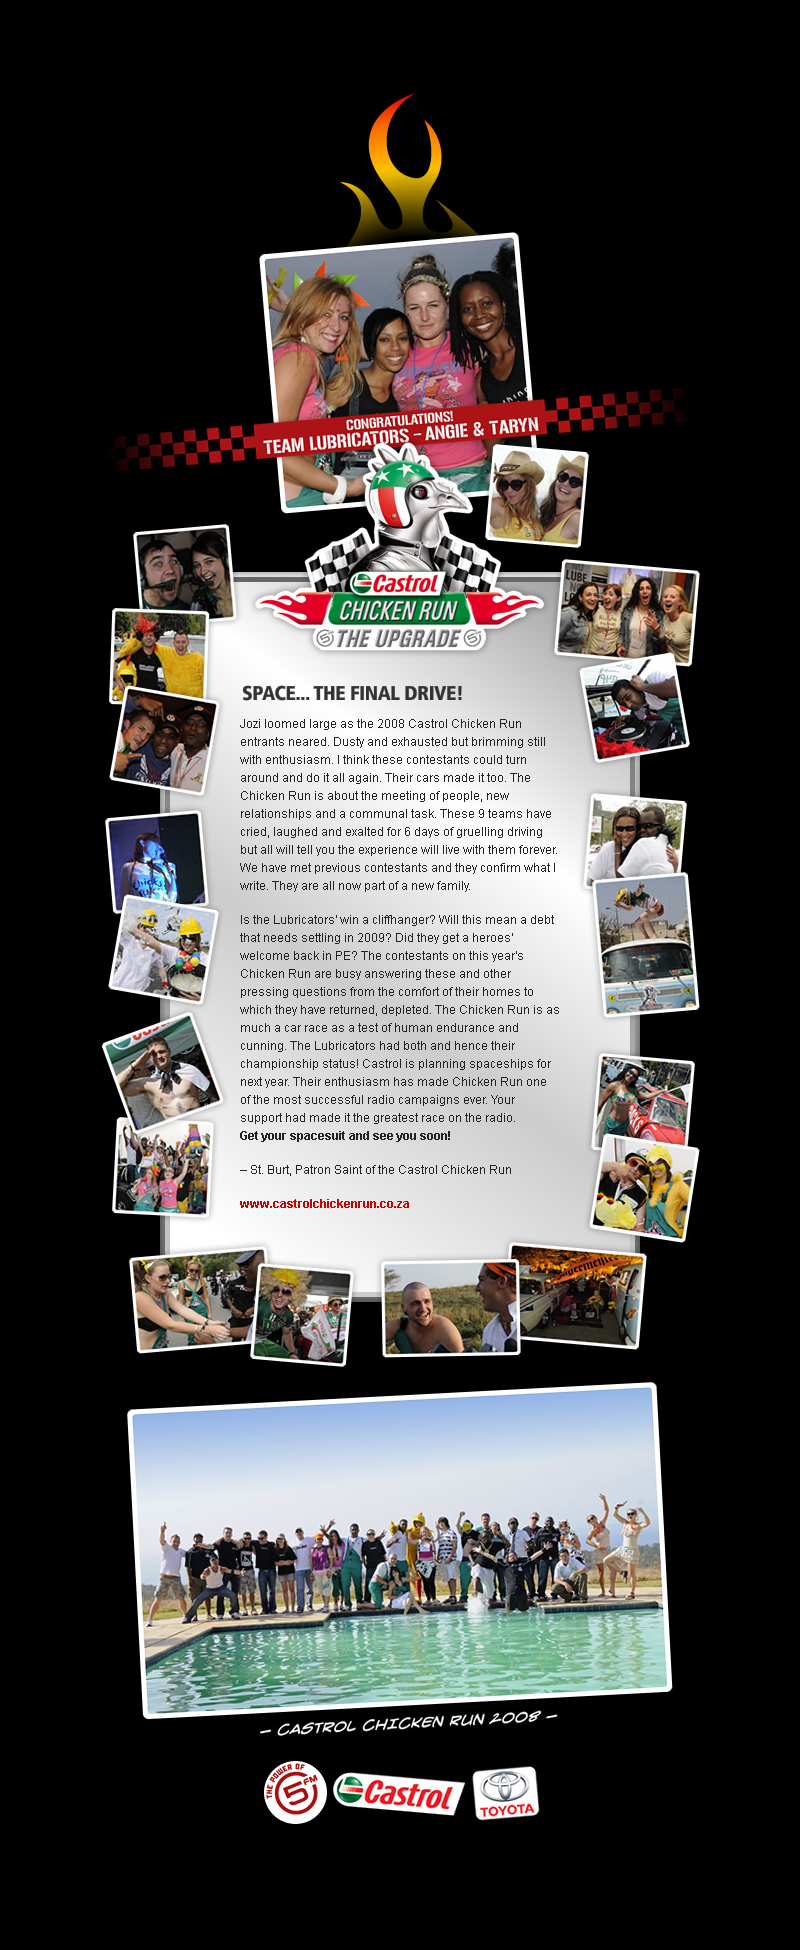 CONGRATULATIONS!
TEAM LUBRICATORS – ANGIE & TARYN
Castrol
CHICKEN RUN
5 THE UPGRADE 5
SPACE... THE FINAL DRIVE!
Jozi loomed large as the 2008 Castrol Chicken Run
entrants neared. Dusty and exhausted but brimming still
with enthusiasm. I think these contestants could turn
around and do it all again. Their cars made it too. The
Chicken Run is about the meeting of people, new
relationships and a communal task. These 9 teams have
cried, laughed and exalted for 6 days of gruelling driving
but all will tell you the experience will live with them forever.
We have met previous contestants and they confirm what I
write. They are all now part of a new family.
Is the Lubricators' win a cliffhanger? Will this mean a debt
that needs settling in 2009? Did they get a heroes'
welcome back in PE? The contestants on this year's
Chicken Run are busy answering these and other
pressing questions from the comfort of their homes to
which they have returned, depleted. The Chicken Run is as
much a car race as a test of human endurance and
cunning. The Lubricators had both and hence their
championship status! Castrol is planning spaceships for
next year. Their enthusiasm has made Chicken Run one
of the most successful radio campaigns ever. Your
support had made it the greatest race on the radio.
Get your spacesuit and see you soon!
– St. Burt, Patron Saint of the Castrol Chicken Run
www.castrolchickenrun.co.za
– CASTROL CHICKEN RUN 2008 –
THE POWER OF 5FM
Castrol
TOYOTA